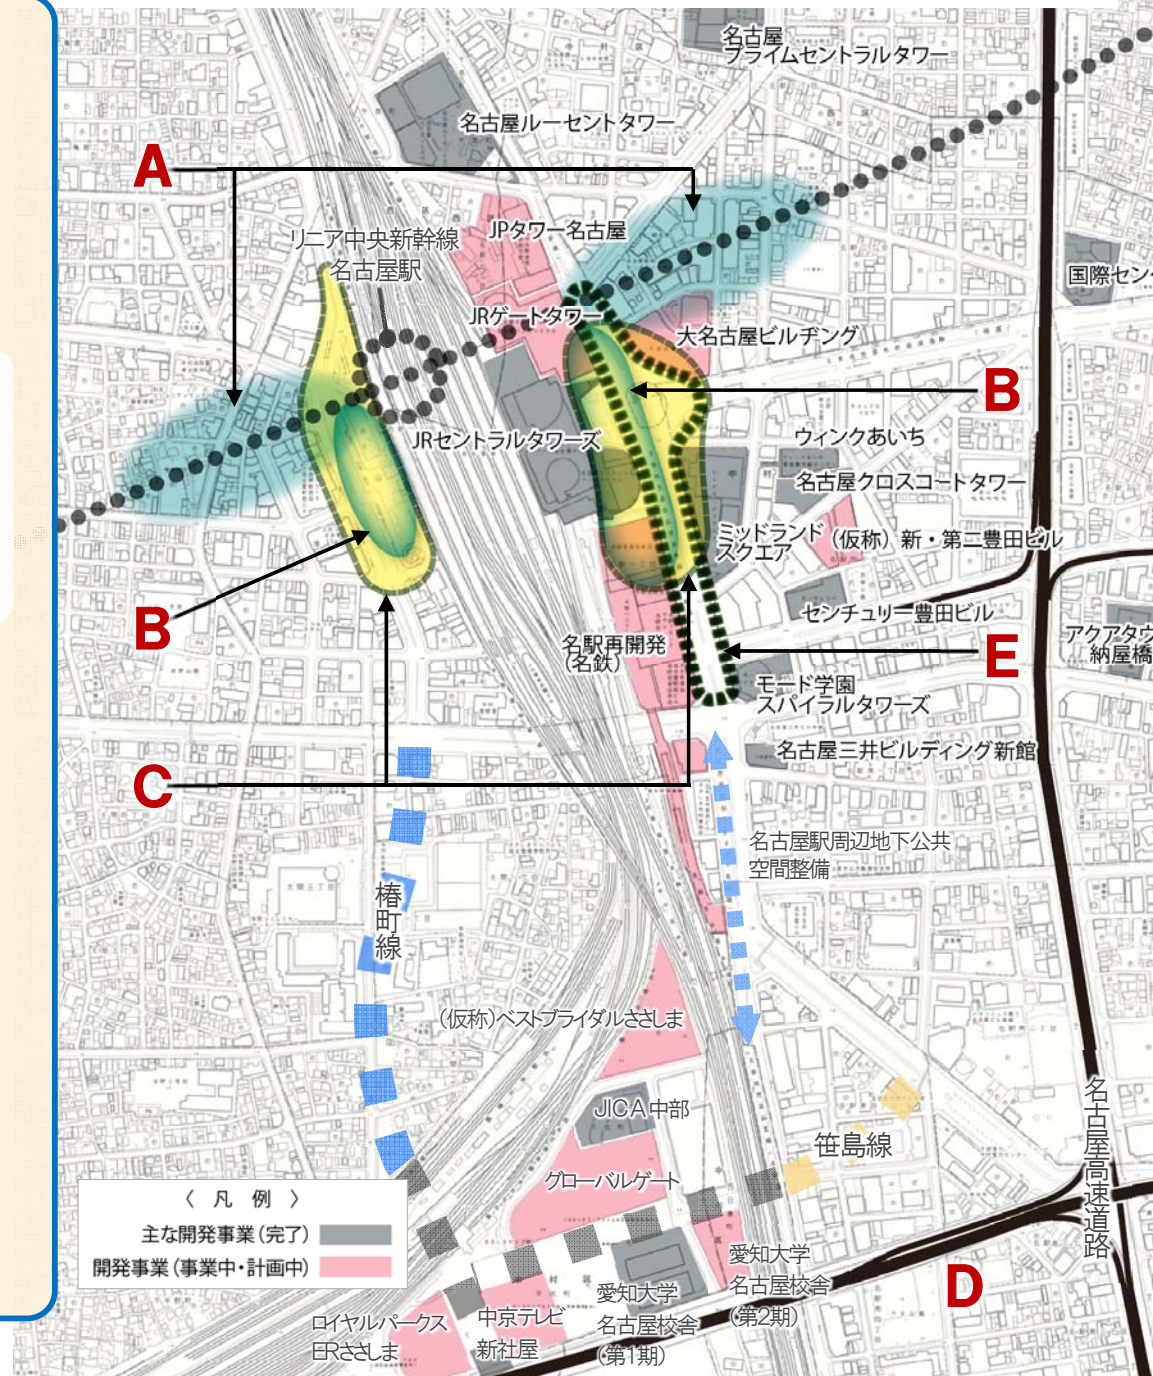 名古屋
プライムセントラルタワー
名古屋ルーセントタワー
A
JPタワー名古屋
リニア中央新幹線
名古屋駅
国際セン
JRゲートタワー
大名古屋ビルヂング
B
JRセントラルタワーズ
ウィンクあいち
名古屋クロスコートタワー
ミッドランド
スクエア
(仮称) 新・第二豊田ビル
センチュリー豊田ビル
B
アクアタウ
納屋橋
名駅再開発
(名鉄)
E
モード学園
スパイラルタワーズ
名古屋三井ビルディング新館
C
名古屋駅周辺地下公共
空間整備
椿町線
(仮称)ベストブライダルささしま
JICA中部
名古屋高速道路
笹島線
グローバルゲート
〈 凡 例 〉
主な開発事業(完了)
開発事業(事業中・計画中)
愛知大学
名古屋校舎
(第2期)
D
愛知大学
名古屋校舎
(第1期)
中京テレビ
新社屋
ロイヤルパークス
ERささしま